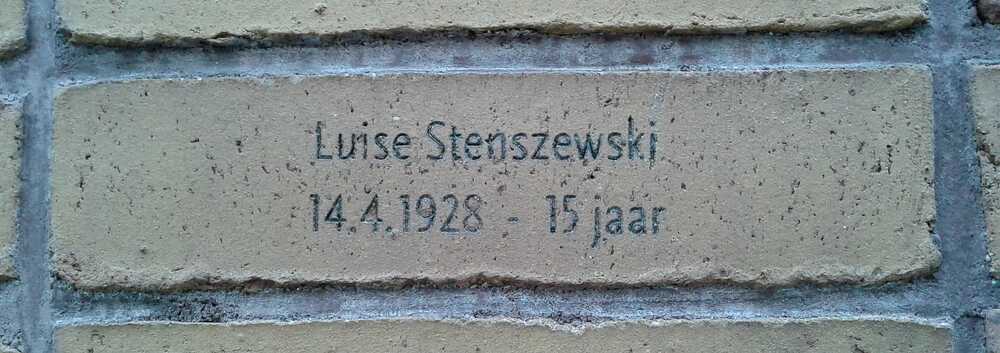 Luise Stenszewski
14.4.1928 - 15 jaar